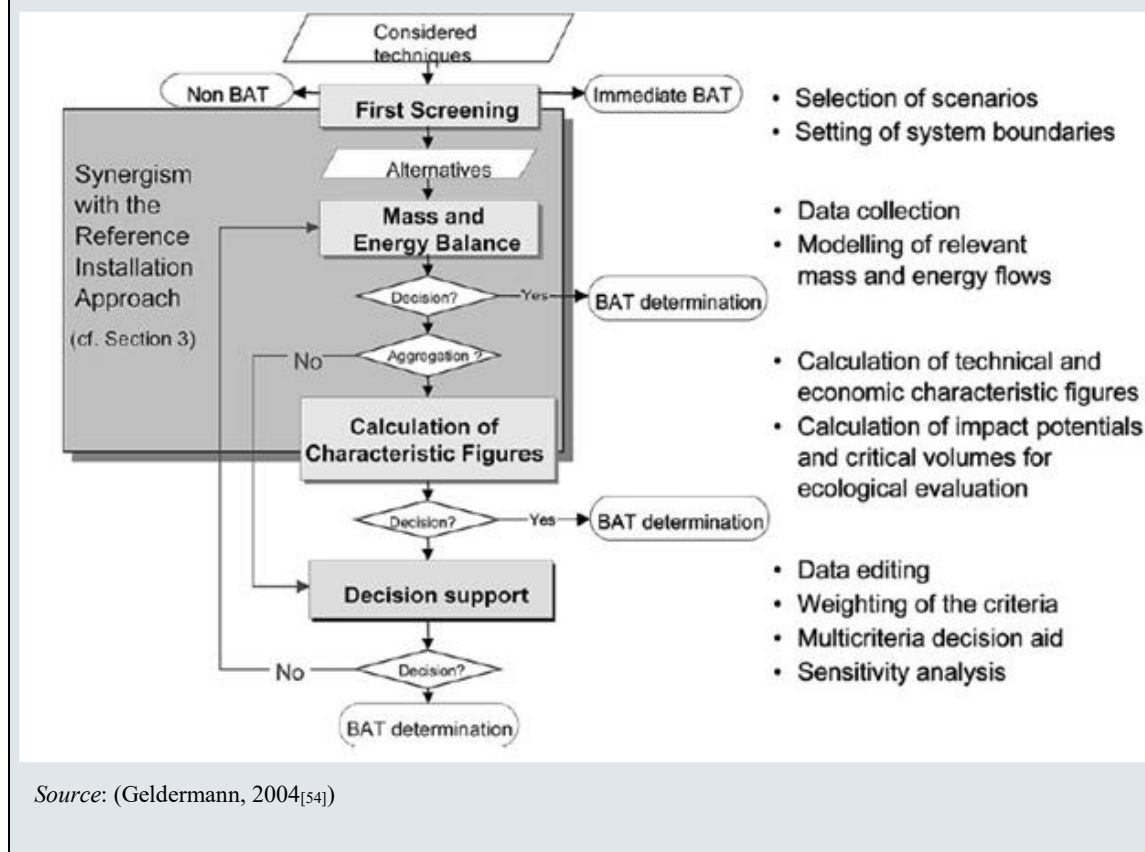 Considered
techniques
Non BAT
First Screening
Immediate BAT
• Selection of scenarios
• Setting of system boundaries
Synergism
with the
Reference
Installation
Approach
(cf. Section 3)
Alternatives
Mass and
Energy Balance
• Data collection
• Modelling of relevant
mass and energy flows
Decision?
Yes
BAT determination
No
Aggregation ?
• Calculation of technical and
economic characteristic figures
• Calculation of impact potentials
and critical volumes for
ecological evaluation
Calculation of
Characteristic Figures
Decision?
Yes
BAT determination
Decision support
• Data editing
• Weighting of the criteria
• Multicriteria decision aid
• Sensitivity analysis
No
Decision?
BAT determination
Source: (Geldermann, 2004[54])